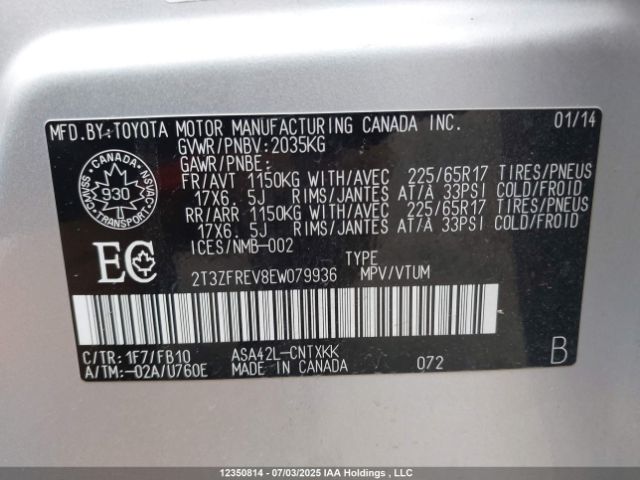 MFD.BY:TOYOTA MOTOR MANUFACTURING CANADA INC. 01/14
GVWR/PNBV:2035KG
GAWR/PNBE:
FR/AVT 1150KG WITH/AVEC 225/65R17 TIRES/PNEUS
17X6. 5J RIMS/JANTES AT/À 33PSI COLD/FROID
RR/ARR 1150KG WITH/AVEC 225/65R17 TIRES/PNEUS
17X6. 5J RIMS/JANTES AT/À 33PSI COLD/FROID
ICES/NMB-002
CANADA
CMVSS NSVAC
930
TRANSPORT
EC
TYPE
2T3ZFREV8EW079936 MPV/VTUM
C/TR: 1F7/FB10 ASA42L-CNTXKK
A/TM:-02A/U760E MADE IN CANADA 072 B
12350814 - 07/03/2025 IAA Holdings, LLC